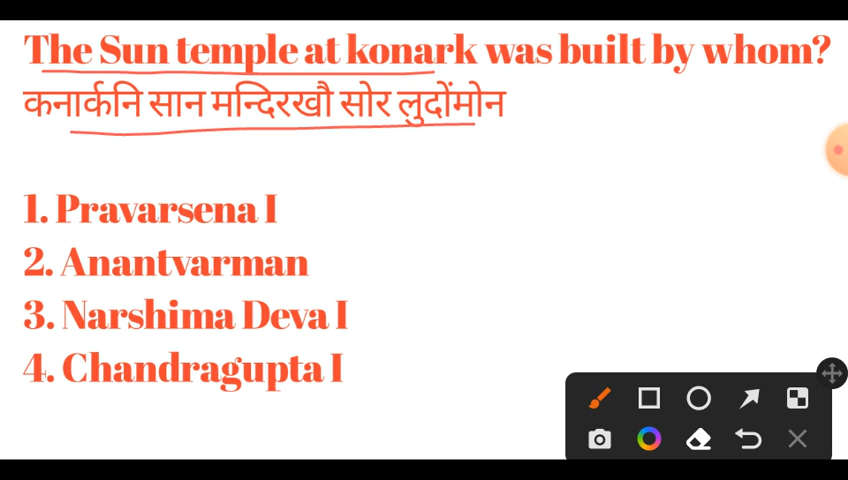 The Sun temple at konark was built by whom?
कनार्कनि सान मन्दिरखौ सोर लुदोंमोन
1. Pravarsena I
2. Anantvarman
3. Narshima Deva I
4. Chandragupta I